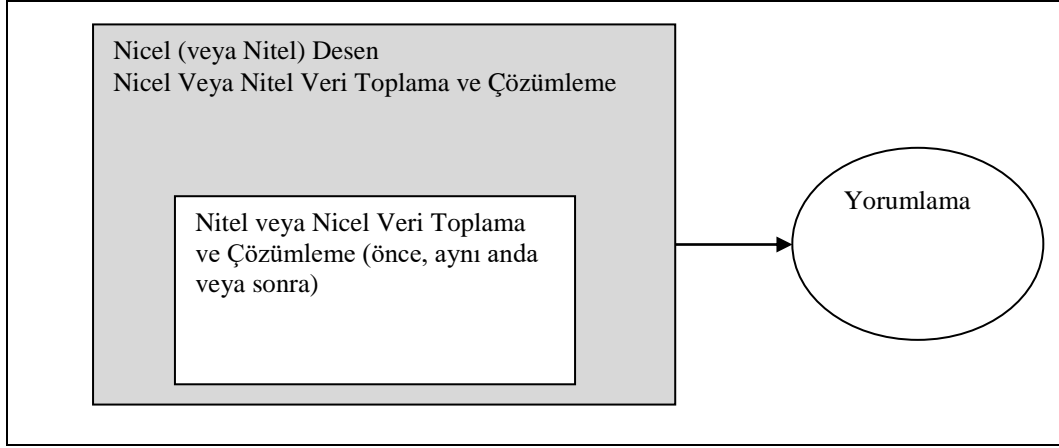 Nicel (veya Nitel) Desen
Nicel Veya Nitel Veri Toplama ve Çözümleme
Nitel veya Nicel Veri Toplama
ve Çözümleme (önce, aynı anda
veya sonra)
Yorumlama